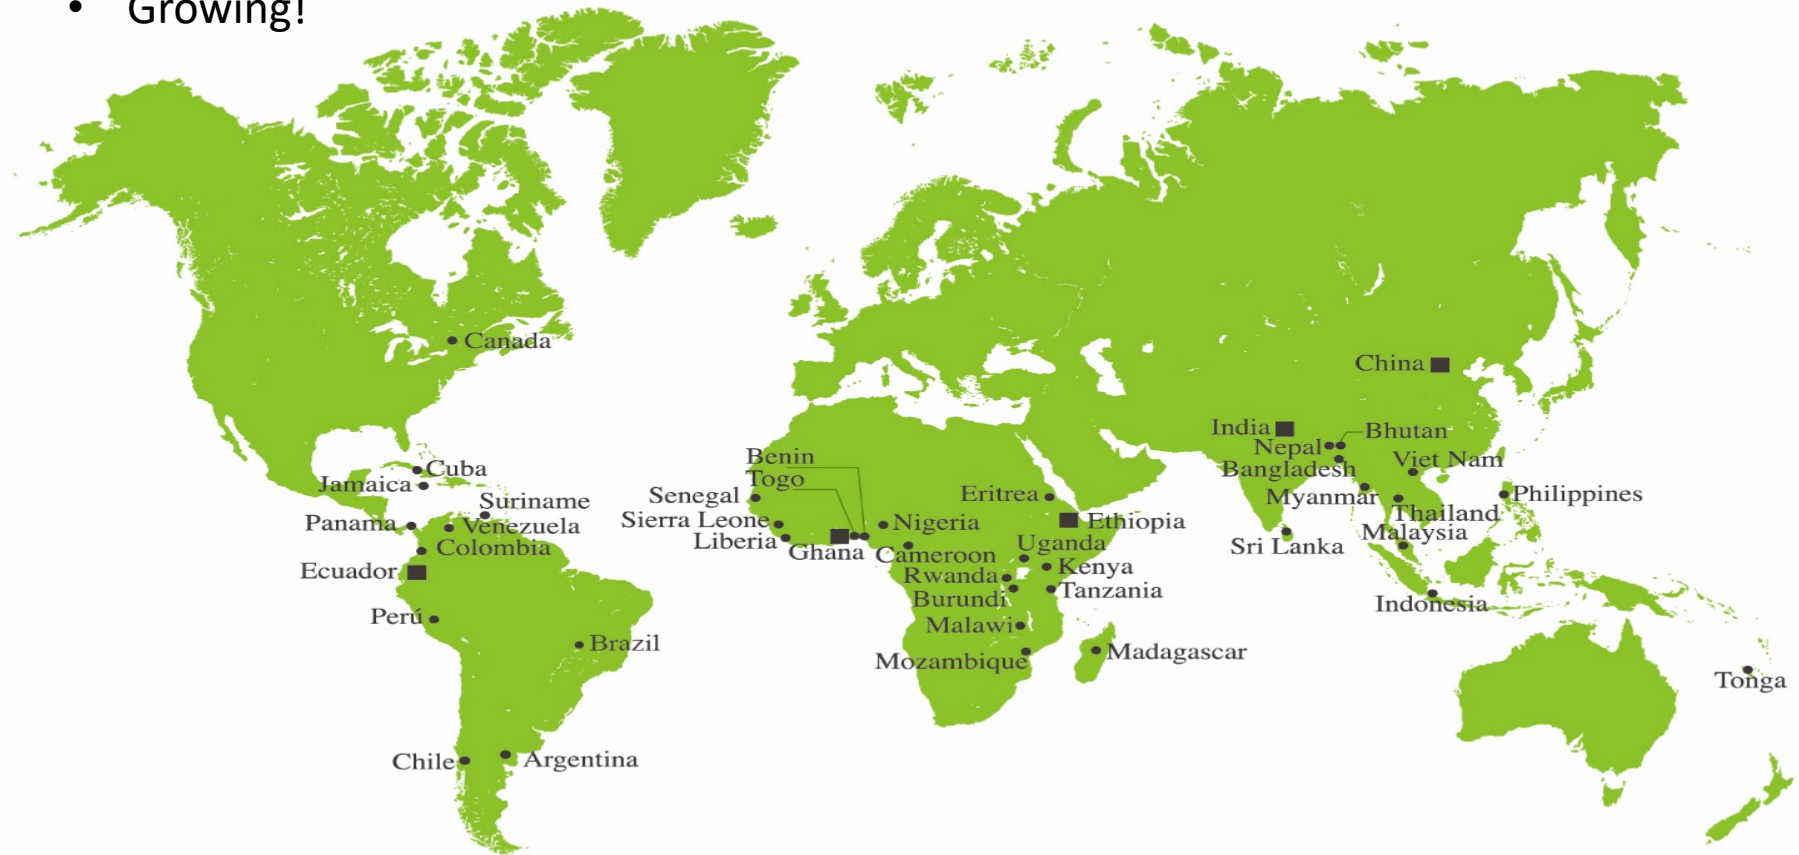 • Growing!
Canada
China
India
Bhutan
Nepal
Benin
Viet Nam
Cuba
Bangladesh
Togo
Jamaica
Senegal
Eritrea
Myanmar
Philippines
Suriname
Thailand
Sierra Leone
Nigeria
Ethiopia
Panama
Venezuela
Malaysia
Liberia
Uganda
Colombia
Ghana
Cameroon
Sri Lanka
Ecuador
Kenya
Rwanda
Tanzania
Burundi
Indonesia
Perú
Malawi
Brazil
Madagascar
Mozambique
Tonga
Chile
Argentina